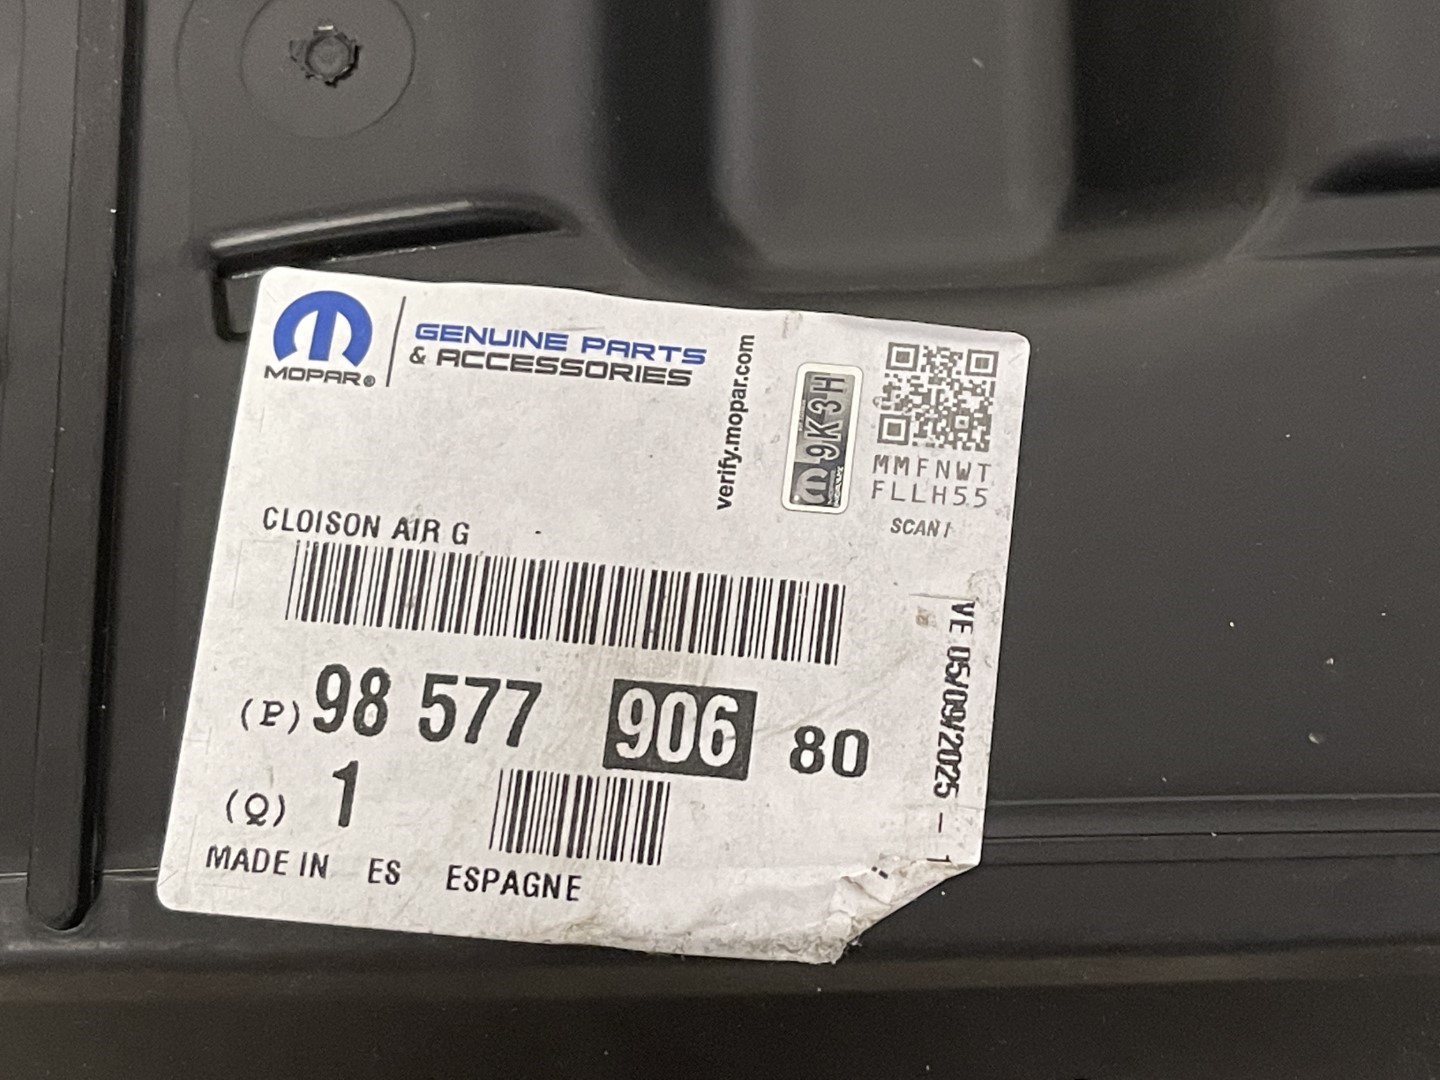 MOPAR®
GENUINE PARTS
& ACCESSORIES
verify.mopar.com
9K3H
MMFNWT
FLLH55
SCAN
CLOISON AIR G
(P) 98 577 906 80
(Q) 1
MADE IN ES ESPAGNE
VE 05/09/2025 - 1